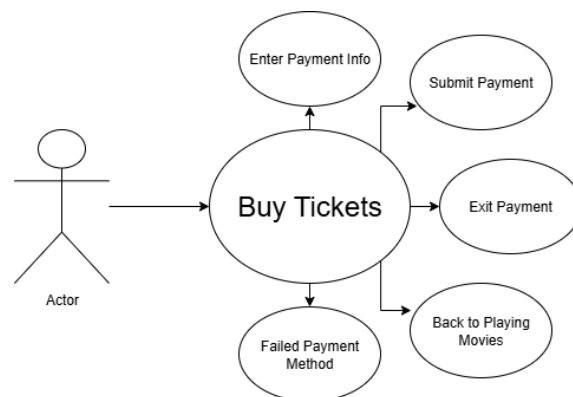 Enter Payment Info
Submit Payment
Buy Tickets
Exit Payment
Actor
Back to Playing
Movies
Failed Payment
Method